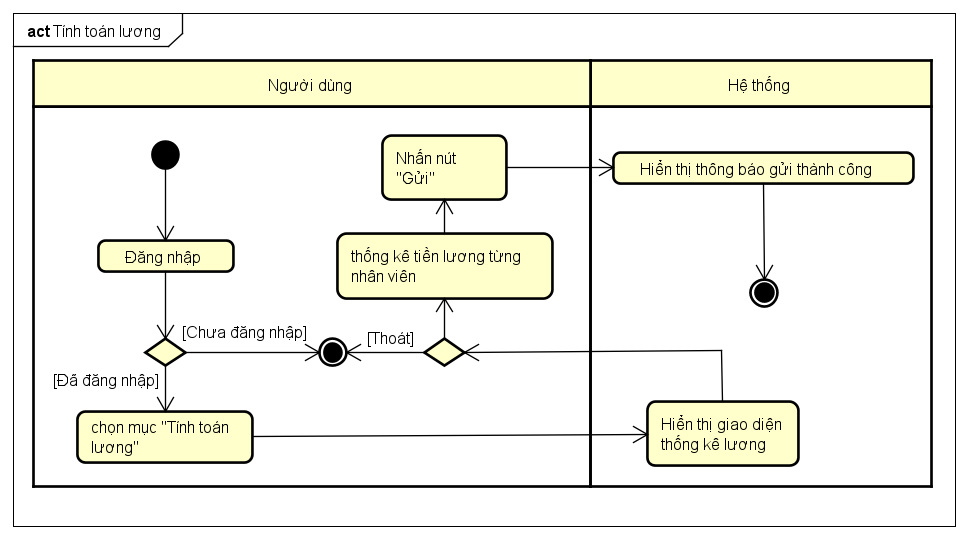 act Tính toán lương
Người dùng
Hệ thống
Nhấn nút
"Gửi"
Hiển thị thông báo gửi thành công
Đăng nhập
thống kê tiền lương từng
nhân viên
[Chưa đăng nhập]
[Thoát]
[Đã đăng nhập]
chọn mục "Tính toán
lương"
Hiển thị giao diện
thống kê lương